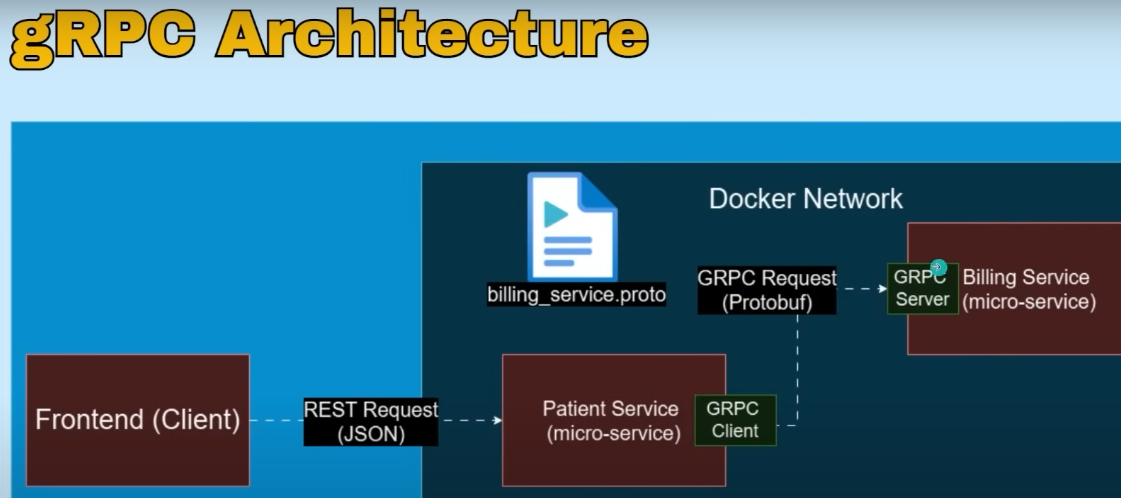 gRPC Architecture
Docker Network
billing_service.proto
GRPC Request
(Protobuf)
GRPC
Server
Billing Service
(micro-service)
Frontend (Client)
REST Request
(JSON)
Patient Service
(micro-service)
GRPC
Client